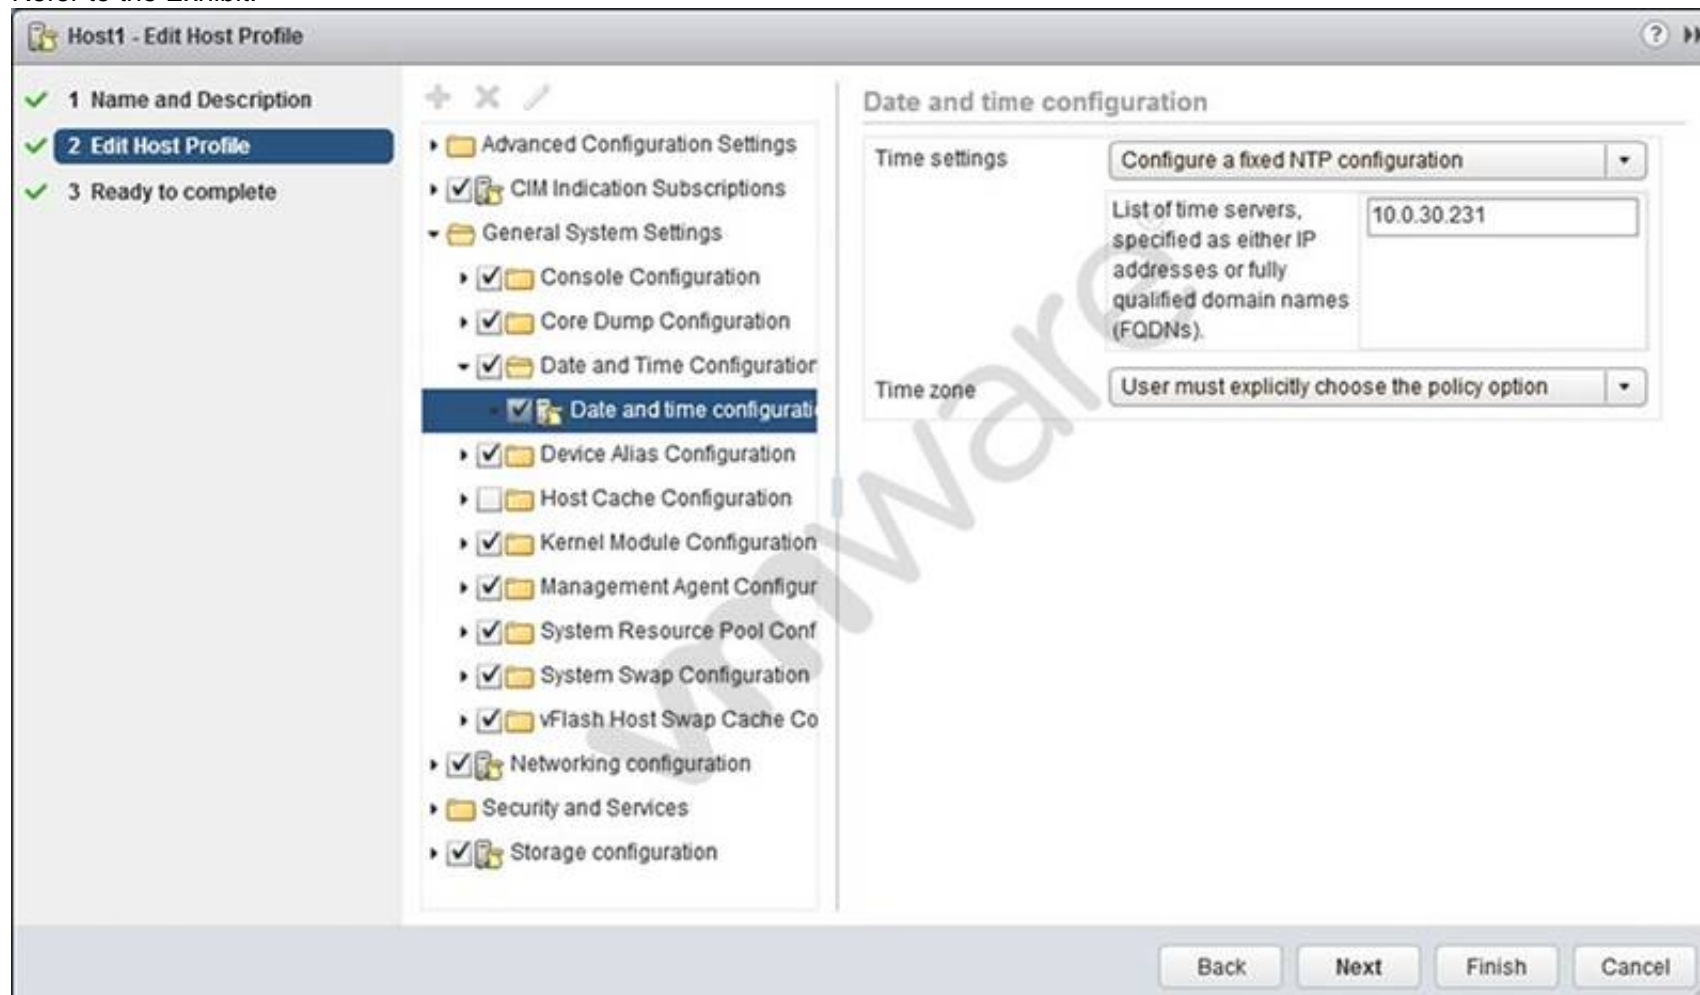 Refer to the Exhibit.
Host1 - Edit Host Profile
1 Name and Description
2 Edit Host Profile
3 Ready to complete
Advanced Configuration Settings
CIM Indication Subscriptions
General System Settings
Console Configuration
Core Dump Configuration
Date and Time Configuration
Date and time configurati
Device Alias Configuration
Host Cache Configuration
Kernel Module Configuration
Management Agent Configur
System Resource Pool Conf
System Swap Configuration
vFlash Host Swap Cache Co
Networking configuration
Security and Services
Storage configuration
Date and time configuration
Time settings
Configure a fixed NTP configuration
List of time servers,
specified as either IP
addresses or fully
qualified domain names
(FQDNs).
10.0.30.231
Time zone
User must explicitly choose the policy option
vmware
Back
Next
Finish
Cancel